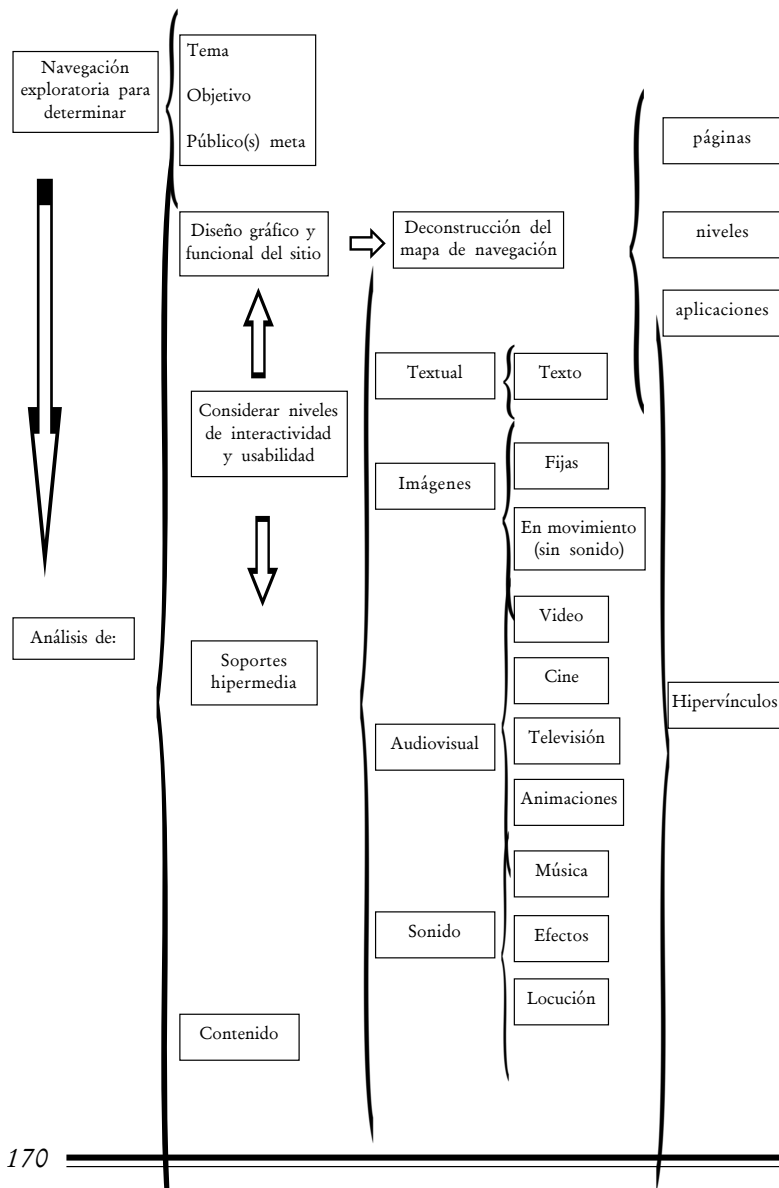 Navegación
exploratoria para
determinar
Tema
Objetivo
Público(s) meta
páginas
niveles
aplicaciones
Diseño gráfico y
funcional del sitio
Deconstrucción del
mapa de navegación
Considerar niveles
de interactividad
y usabilidad
Textual
Texto
Imágenes
Fijas
En movimiento
(sin sonido)
Análisis de:
Soportes
hipermedia
Audiovisual
Video
Cine
Televisión
Animaciones
Hipervínculos
Sonido
Música
Efectos
Locución
Contenido
170